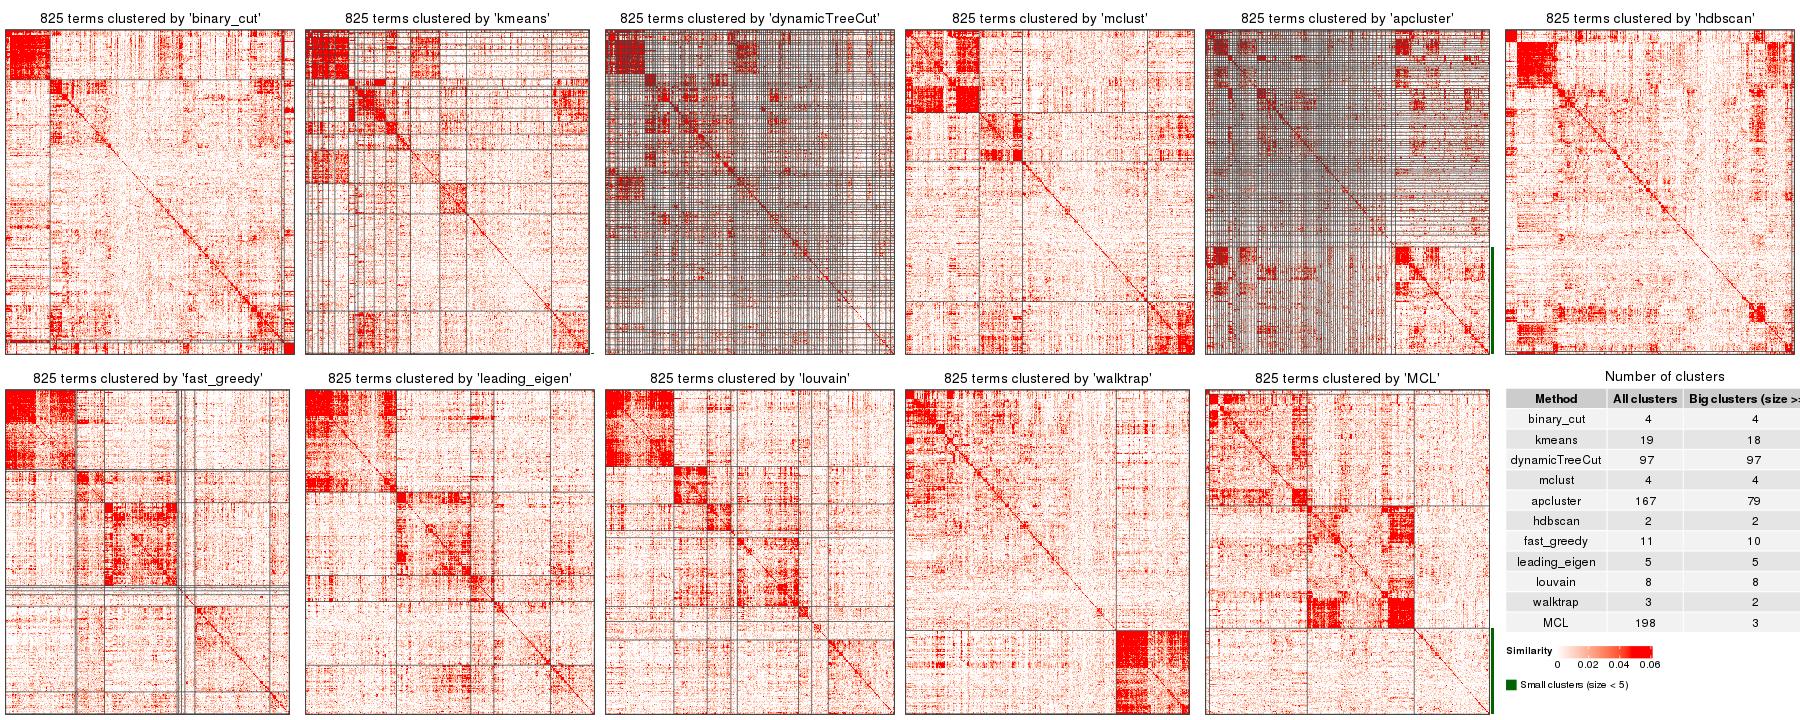 825 terms clustered by 'binary_cut'
825 terms clustered by 'kmeans'
825 terms clustered by 'dynamicTreeCut'
825 terms clustered by 'mclust'
825 terms clustered by 'apcluster'
825 terms clustered by 'hdbscan'
825 terms clustered by 'fast_greedy'
825 terms clustered by 'leading_eigen'
825 terms clustered by 'louvain'
825 terms clustered by 'walktrap'
825 terms clustered by 'MCL'
Number of clusters
Method All clusters Big clusters (size >=
binary_cut 4 4
kmeans 19 18
dynamicTreeCut 97 97
mclust 4 4
apcluster 167 79
hdbscan 2 2
fast_greedy 11 10
leading_eigen 5 5
louvain 8 8
walktrap 3 2
MCL 198 3
Similarity
0 0.02 0.04 0.06
Small clusters (size < 5)